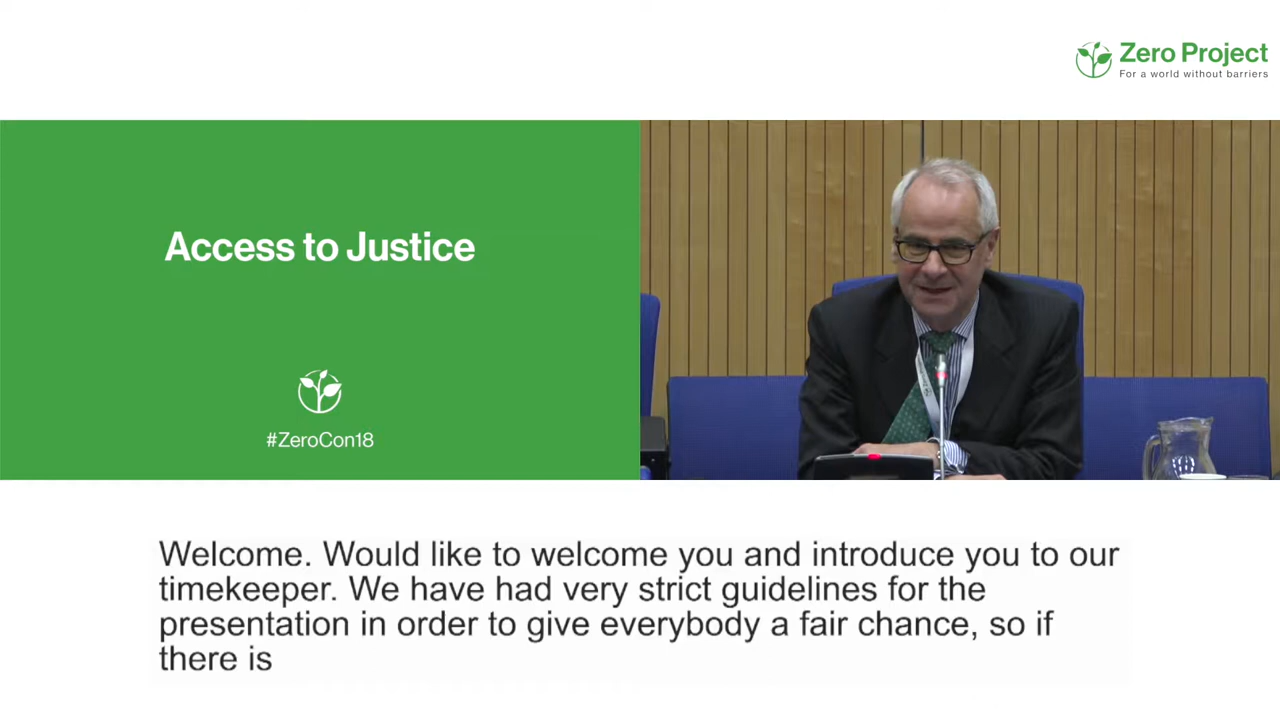 Zero Project
For a world without barriers
Access to Justice
#ZeroCon18
Welcome. Would like to welcome you and introduce you to our
timekeeper. We have had very strict guidelines for the
presentation in order to give everybody a fair chance, so if
there is